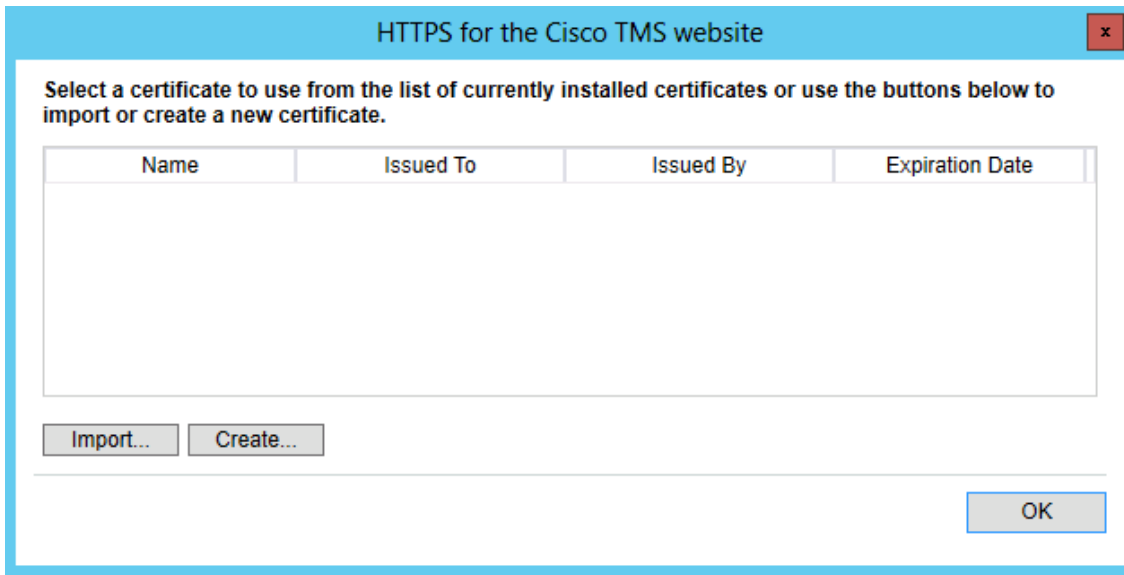 HTTPS for the Cisco TMS website
x
Select a certificate to use from the list of currently installed certificates or use the buttons below to
import or create a new certificate.
Name Issued To Issued By Expiration Date
Import... Create...
OK